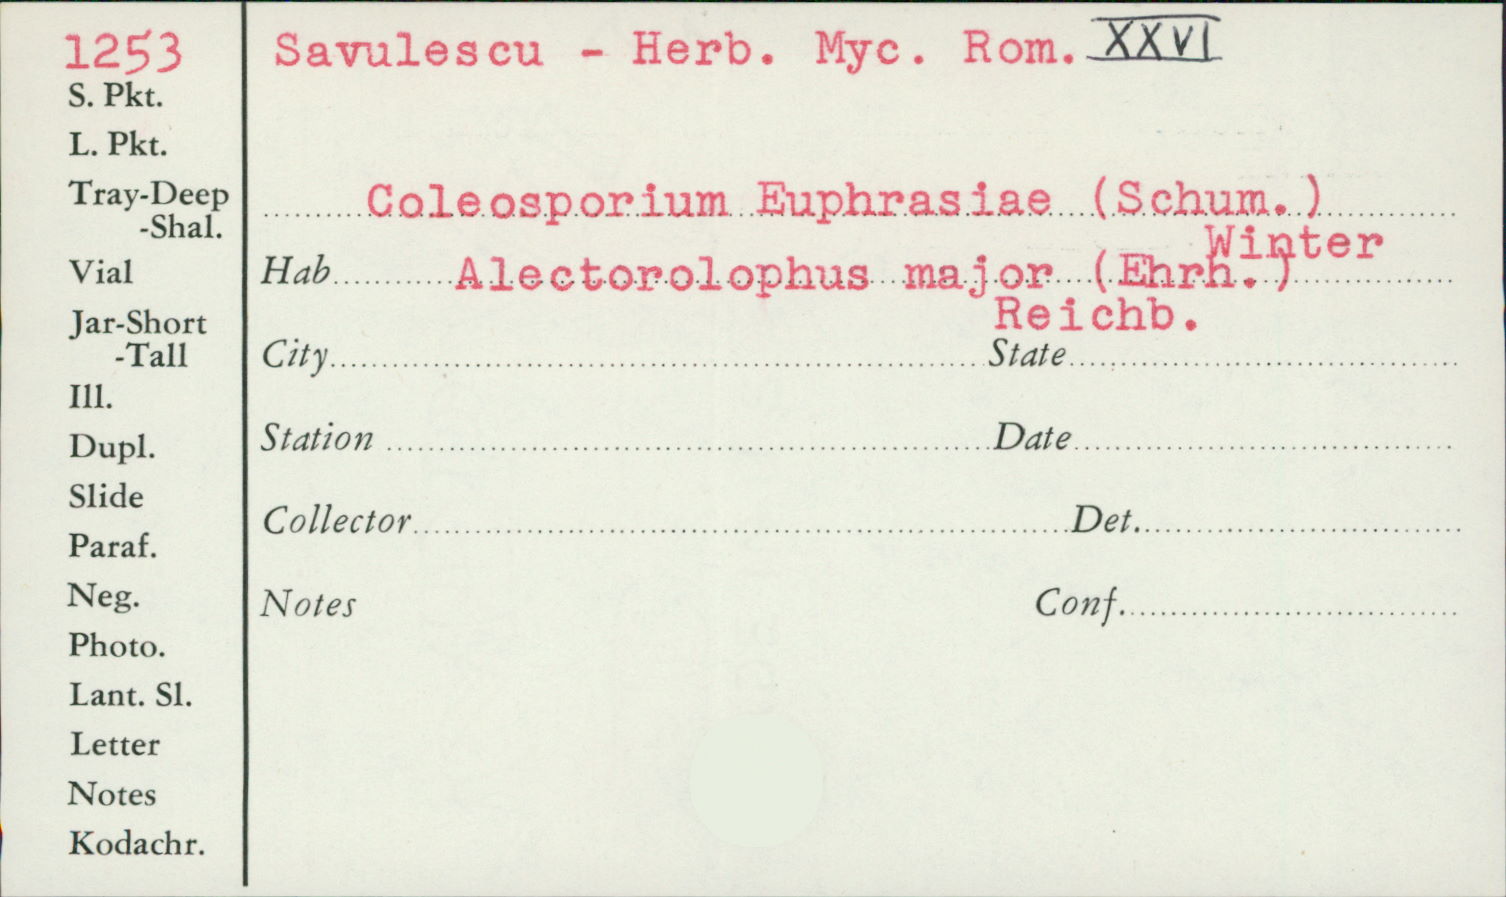 1253 Savulescu - Herb. Myc. Rom. XXVI
S. Pkt.
L. Pkt.
Tray-Deep
-Shal.
Vial
Jar-Short
-Tall
Ill.
Dupl.
Slide
Paraf.
Neg.
Photo.
Lant. Sl.
Letter
Notes
Kodachr.
Coleosporium Euphrasiae (Schum.)
Winter
Hab Alectorolophus major (Ehrh.)
Reichb.
City State
Station Date
Collector Det.
Notes Conf.